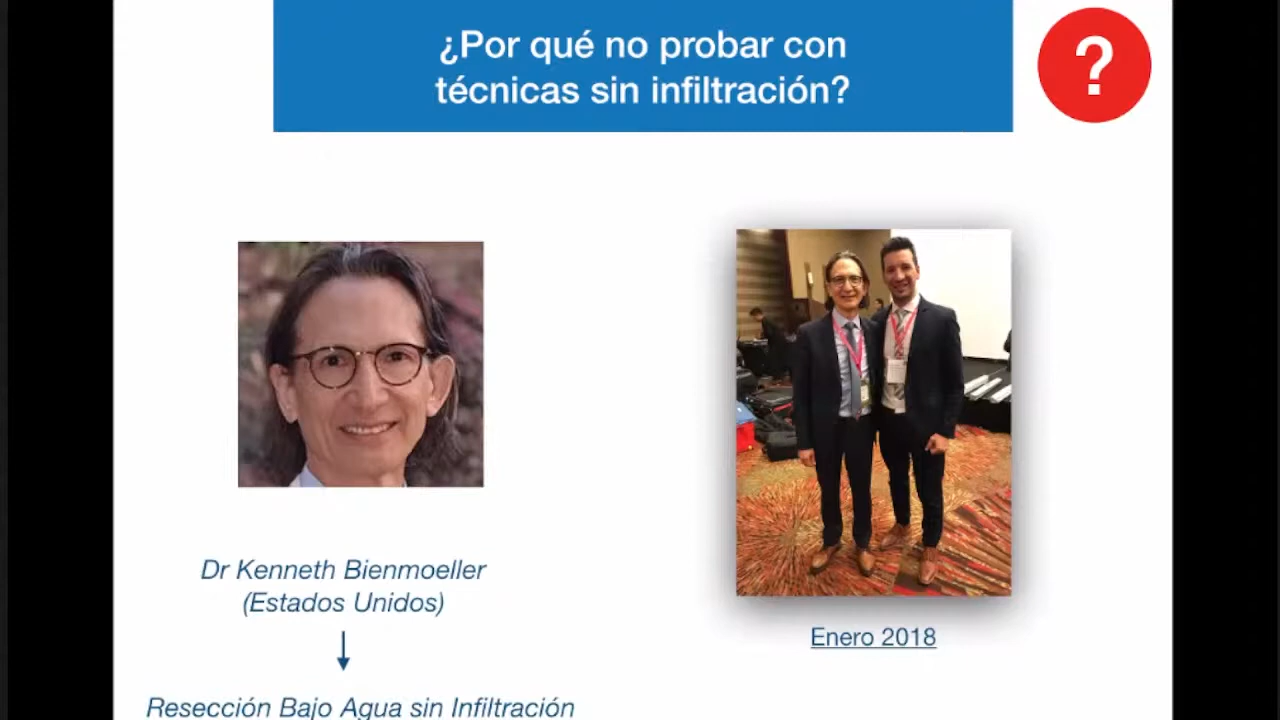 ¿Por qué no probar con
técnicas sin infiltración?
?
Dr Kenneth Bienmoeller
(Estados Unidos)
Resección Bajo Agua sin Infiltración
Enero 2018